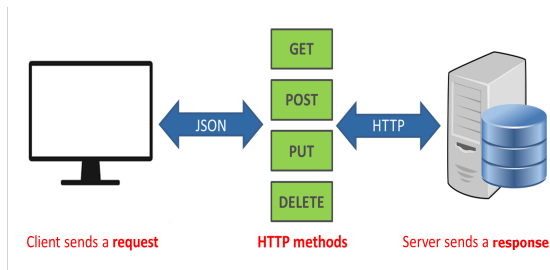 GET
POST
JSON
HTTP
PUT
DELETE
Client sends a request
HTTP methods
Server sends a response